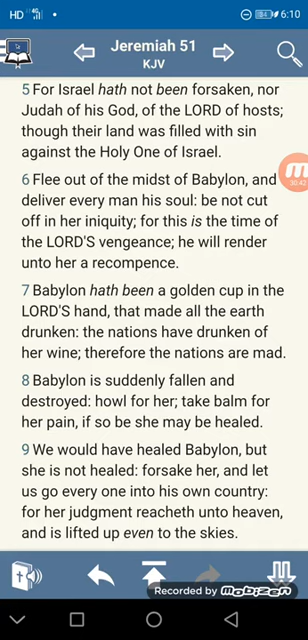 HD 4G 6:10
Jeremiah 51
KJV
5 For Israel hath not been forsaken, nor
Judah of his God, of the LORD of hosts;
though their land was filled with sin
against the Holy One of Israel.
30:43
6 Flee out of the midst of Babylon, and
deliver every man his soul: be not cut
off in her iniquity; for this is the time of
the LORD'S vengeance; he will render
unto her a recompence.
7 Babylon hath been a golden cup in the
LORD'S hand, that made all the earth
drunken: the nations have drunken of
her wine; therefore the nations are mad.
8 Babylon is suddenly fallen and
destroyed: howl for her; take balm for
her pain, if so be she may be healed.
9 We would have healed Babylon, but
she is not healed: forsake her, and let
us go every one into his own country:
for her judgment reacheth unto heaven,
and is lifted up even to the skies.
Recorded by mobizen